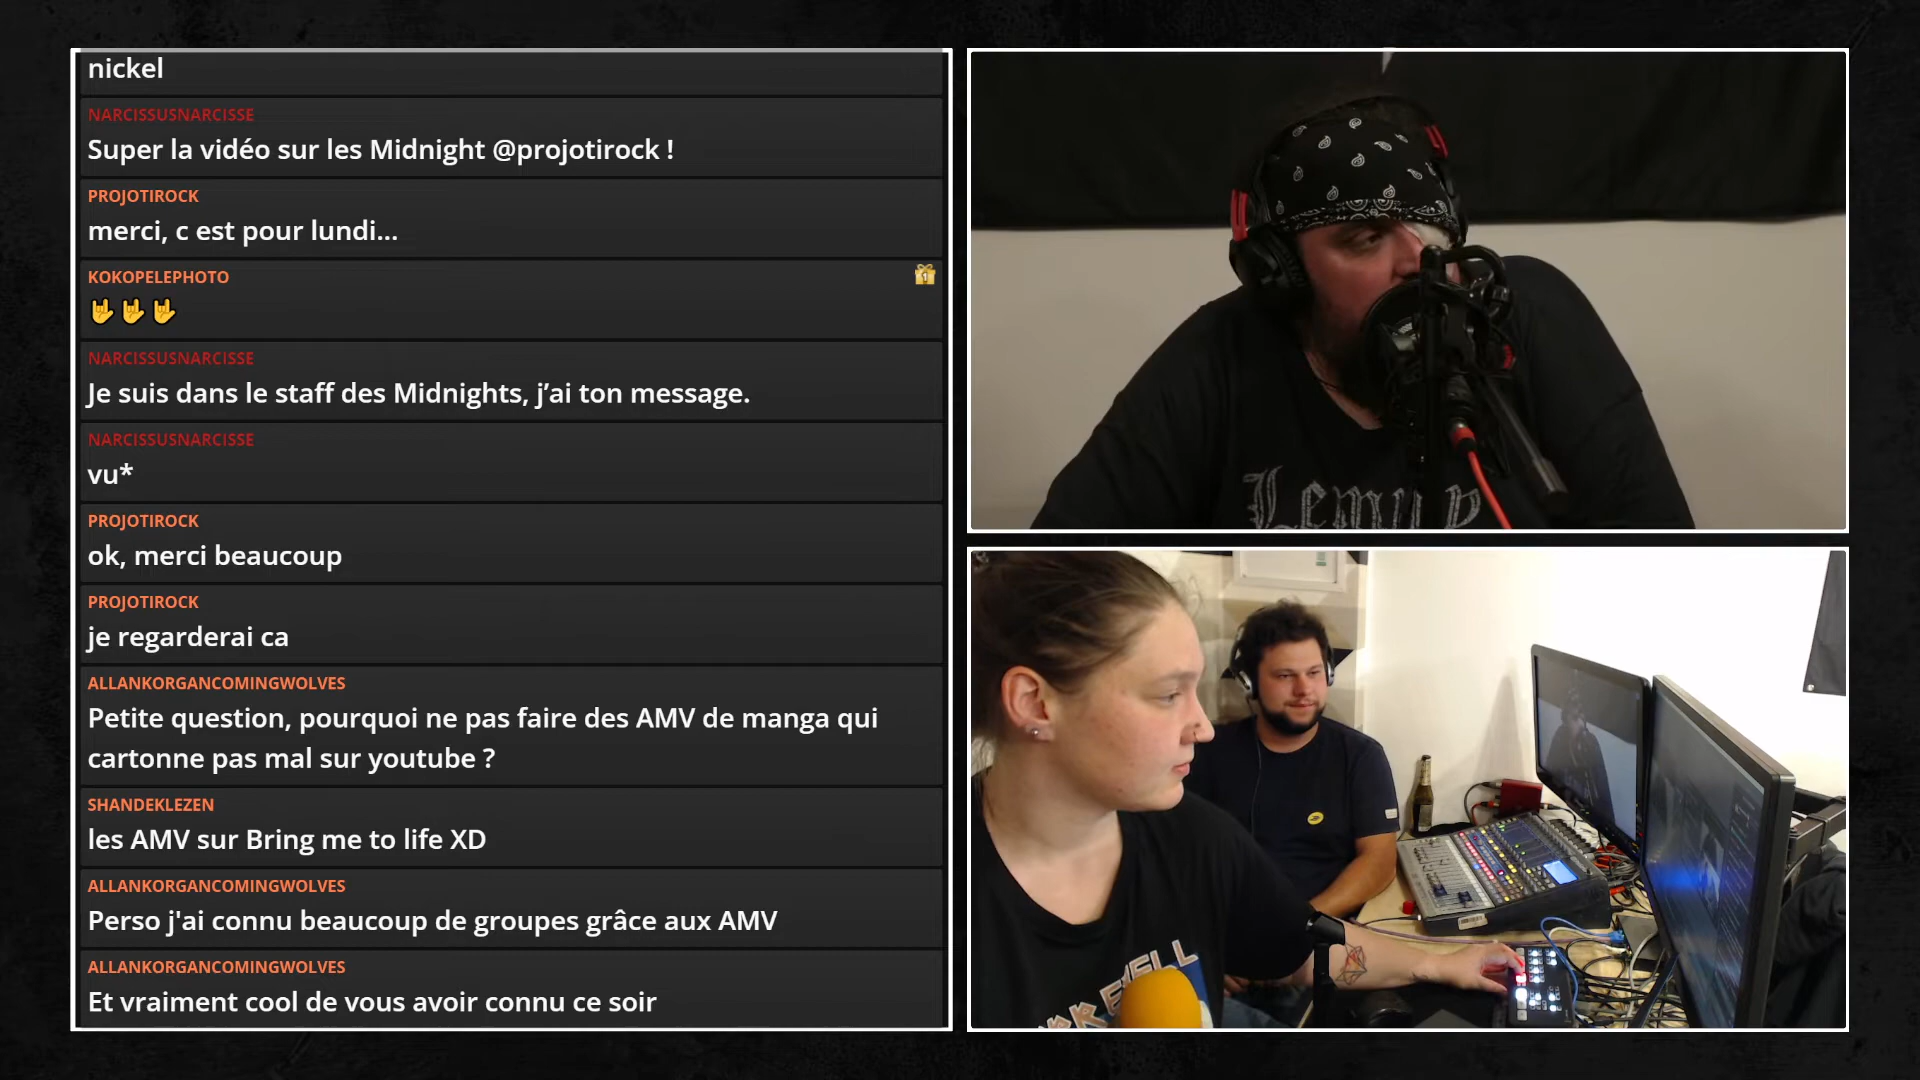 nickel
NARCISSUSNARCISSE
Super la vidéo sur les Midnight @projotirock !
PROJOTIROCK
merci, c est pour lundi...
KOKOPELEPHOTO
NARCISSUSNARCISSE
Je suis dans le staff des Midnights, j’ai ton message.
NARCISSUSNARCISSE
vu*
PROJOTIROCK
ok, merci beaucoup
PROJOTIROCK
je regarderai ca
ALLANKORGANCOMINGWOLVES
Petite question, pourquoi ne pas faire des AMV de manga qui
cartonne pas mal sur youtube ?
SHANDEKLEZEN
les AMV sur Bring me to life XD
ALLANKORGANCOMINGWOLVES
Perso j'ai connu beaucoup de groupes grâce aux AMV
ALLANKORGANCOMINGWOLVES
Et vraiment cool de vous avoir connu ce soir